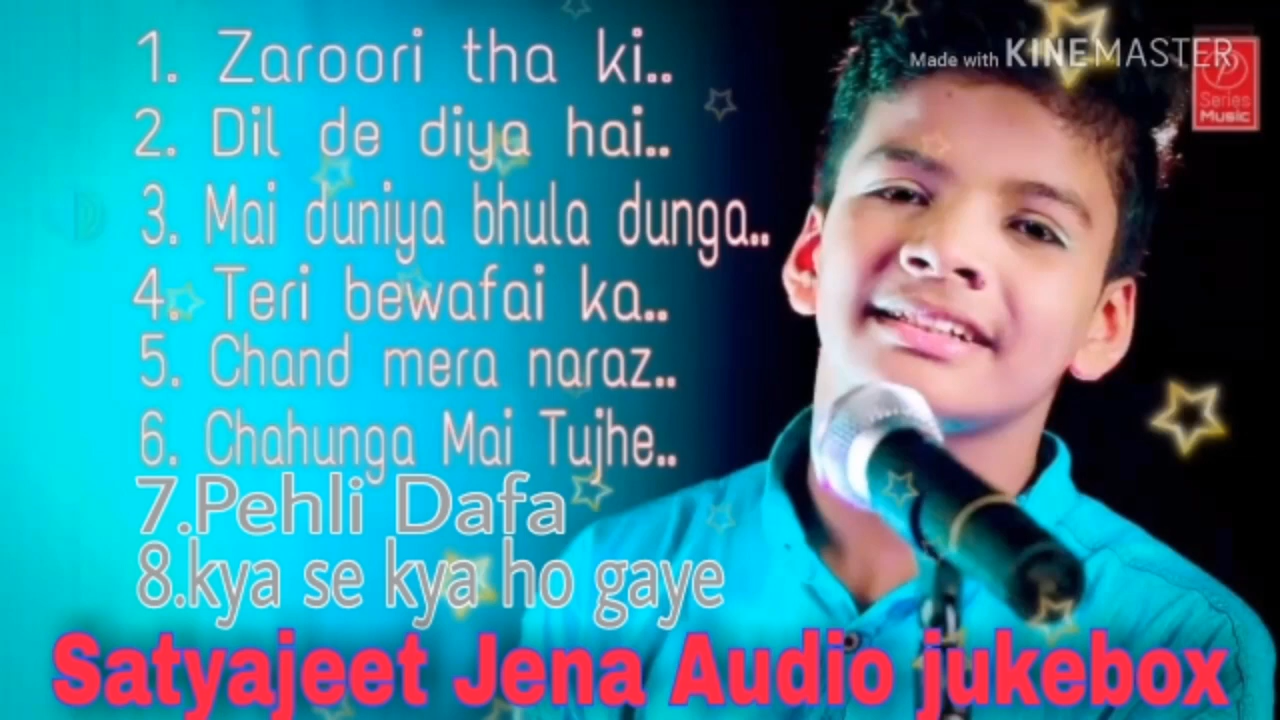 1. Zaroori tha ki..
2. Dil de diya hai..
3. Mai duniya bhula dunga..
4. Teri bewafai ka..
5. Chand mera naraz..
6. Chahunga Mai Tujhe..
7.Pehli Dafa
8.kya se kya ho gaye
Satyajeet Jena Audio jukebox
Made with KINEMASTER
P
Series
Music